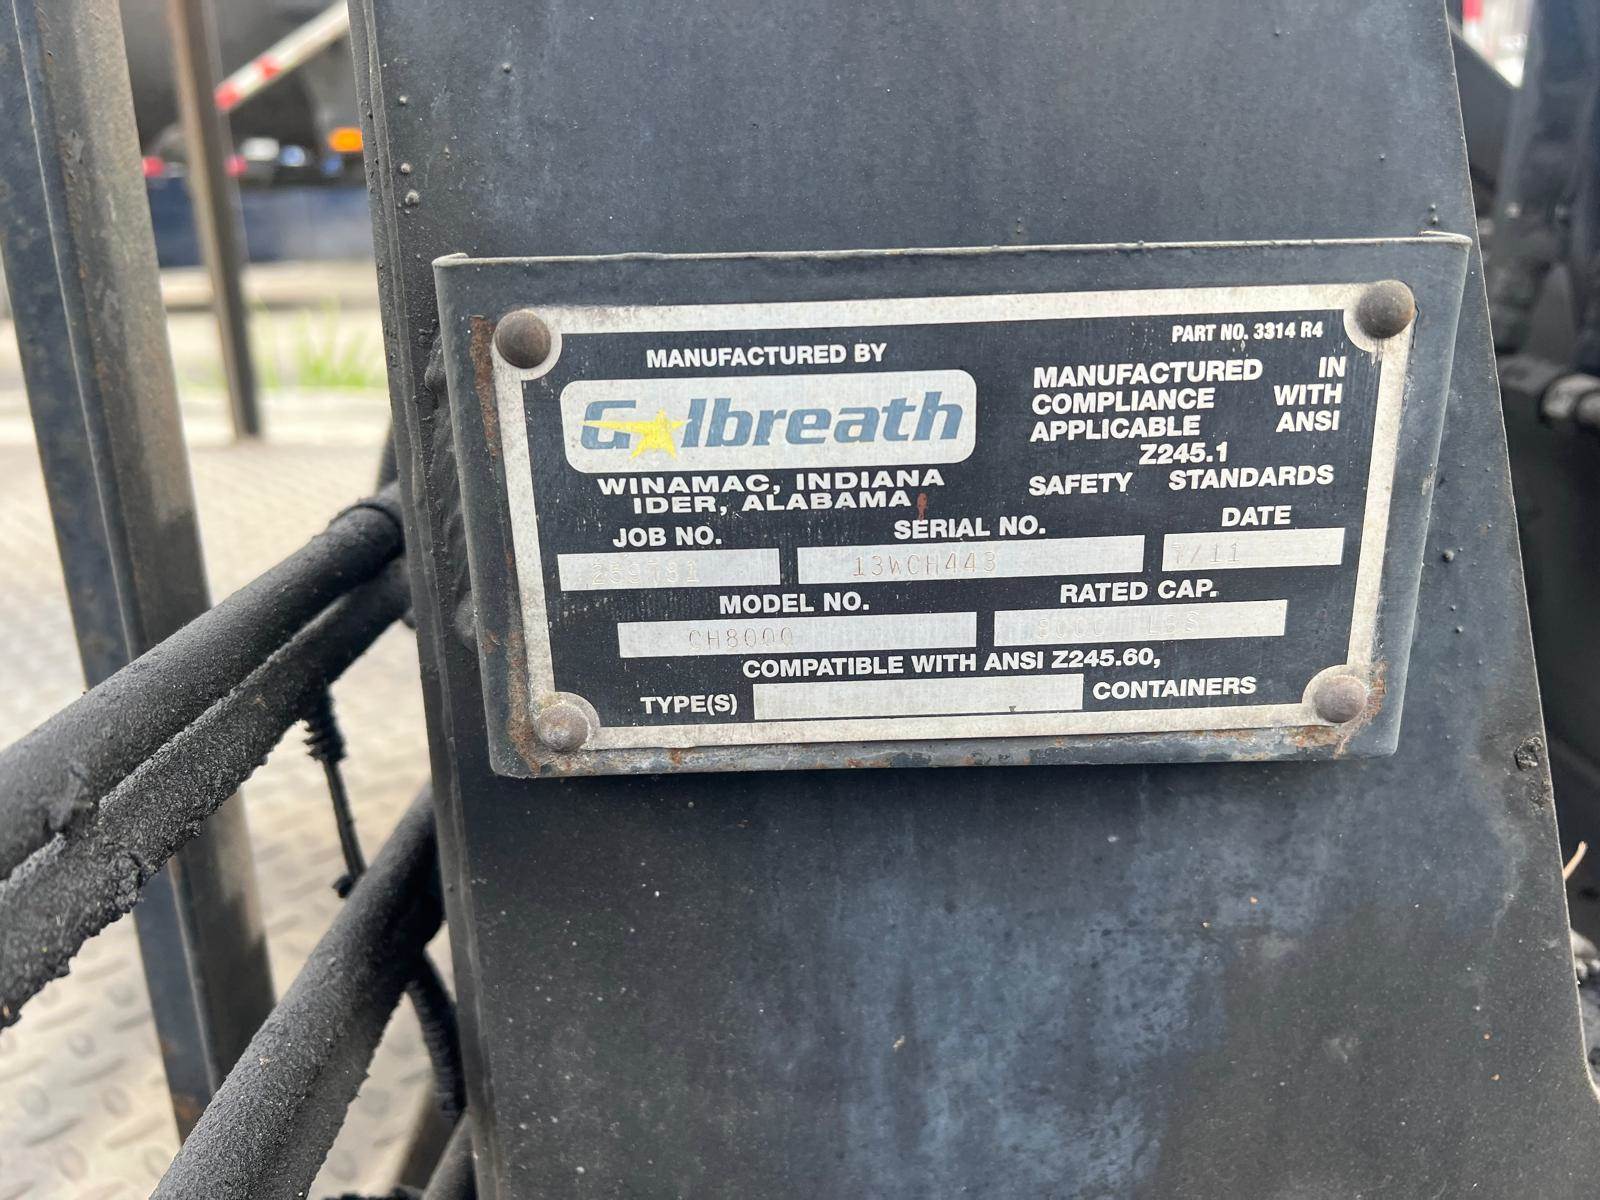 PART NO. 3314 R4
MANUFACTURED BY
Galbreath
WINAMAC, INDIANA
IDER, ALABAMA
MANUFACTURED IN
COMPLIANCE WITH
APPLICABLE ANSI
Z245.1
SAFETY STANDARDS
JOB NO. SERIAL NO. DATE
13WCH443 7/11
MODEL NO. RATED CAP.
CH8000 8000 LBS
COMPATIBLE WITH ANSI Z245.60,
TYPE(S) CONTAINERS